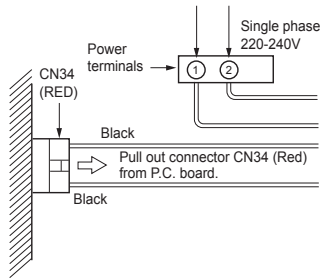 Single phase
220-240V
Power
terminals
1 2
CN34
(RED)
Black
Pull out connector CN34 (Red)
from P.C. board.
Black